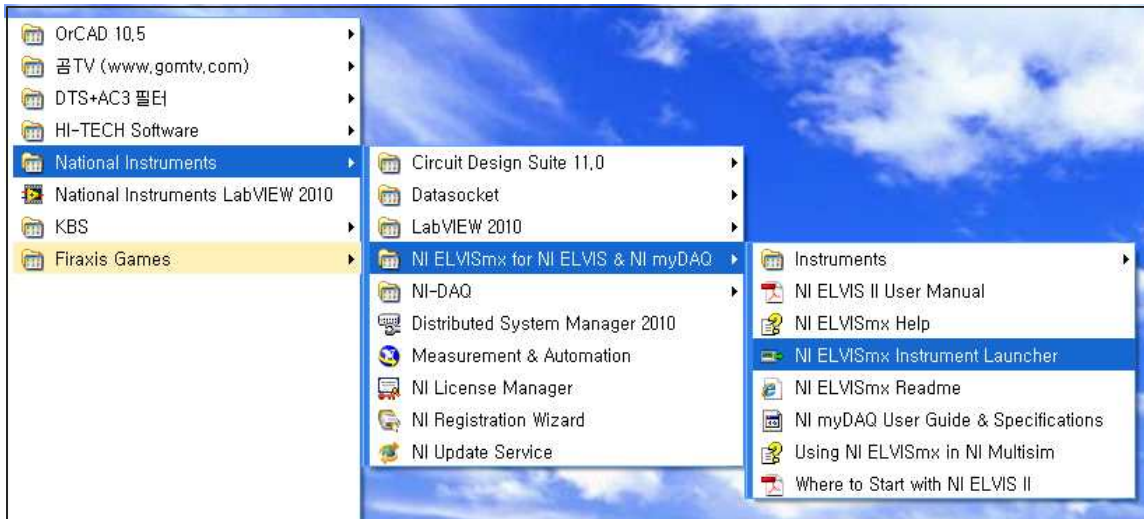 OrCAD 10,5
곰TV (www,gomtv,com)
DTS+AC3 필터
HI-TECH Software
National Instruments
National Instruments LabVIEW 2010
KBS
Firaxis Games
Circuit Design Suite 11,0
Datasocket
LabVIEW 2010
NI ELVISmx for NI ELVIS & NI myDAQ
NI-DAQ
Distributed System Manager 2010
Measurement & Automation
NI License Manager
NI Registration Wizard
NI Update Service
Instruments
NI ELVIS II User Manual
NI ELVISmx Help
NI ELVISmx Instrument Launcher
NI ELVISmx Readme
NI myDAQ User Guide & Specifications
Using NI ELVISmx in NI Multisim
Where to Start with NI ELVIS II